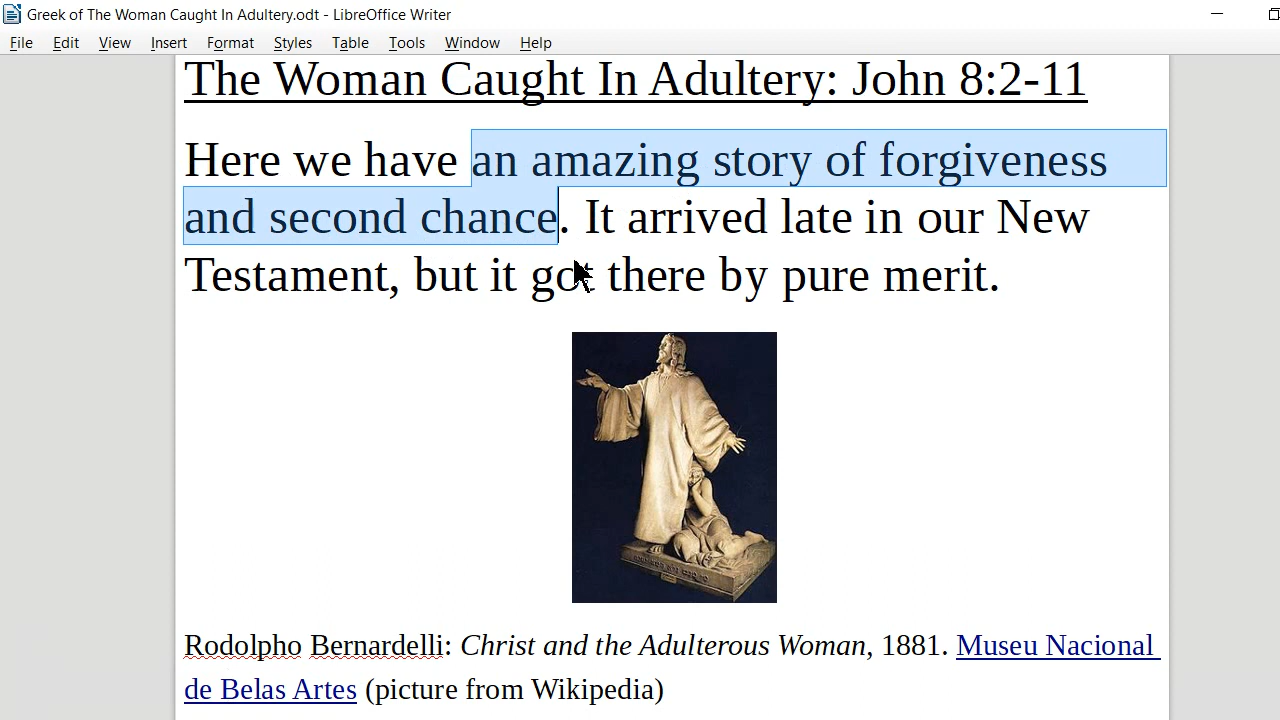 Greek of The Woman Caught In Adultery.odt - LibreOffice Writer
File Edit View Insert Format Styles Table Tools Window Help
The Woman Caught In Adultery: John 8:2-11
Here we have an amazing story of forgiveness
and second chance. It arrived late in our New
Testament, but it got there by pure merit.
Rodolpho Bernardelli: Christ and the Adulterous Woman, 1881. Museu Nacional
de Belas Artes (picture from Wikipedia)